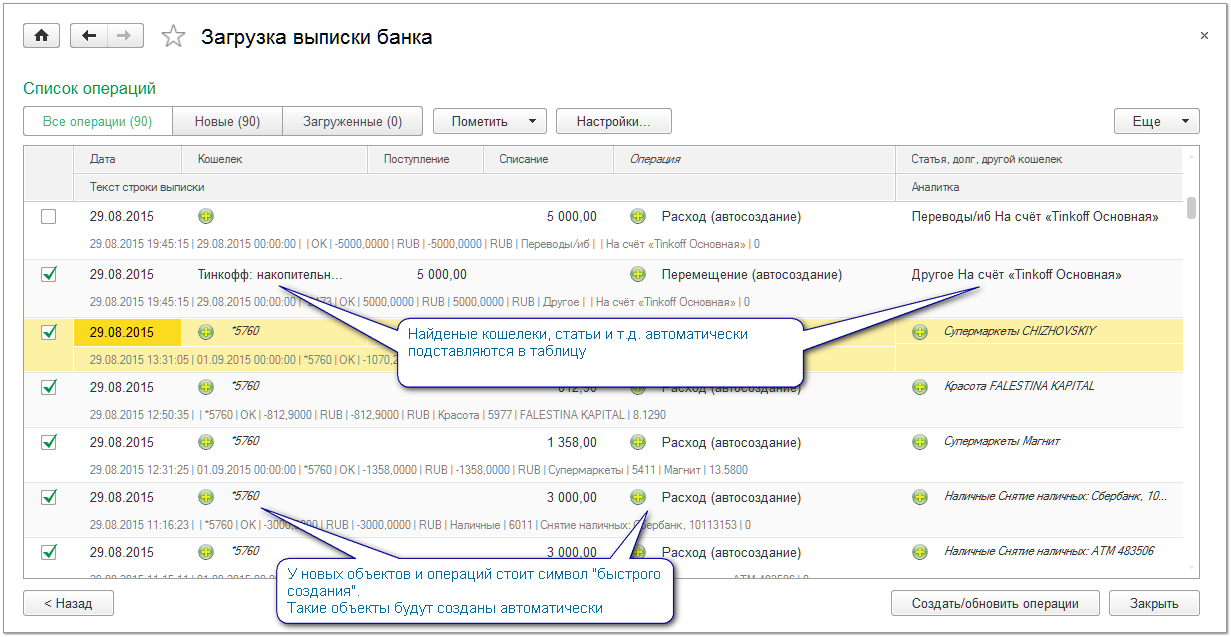 Загрузка выписки банка
Список операций
Все операции (90) Новые (90) Загруженные (0) Пометить Настройки... Еще
Дата Кошелек Поступление Списание Операция Статья, долг, другой кошелек
Текст строки выписки Аналитка
29.08.2015 5 000,00 Расход (автосоздание) Переводы/иб На счёт «Tinkoff Основная»
29.08.2015 19:45:15 | 29.08.2015 00:00:00 | | OK | -5000,0000 | RUB | -5000,0000 | RUB | Переводы/иб | | На счёт «Tinkoff Основная» | 0
29.08.2015 Тинкофф: накопительн... 5 000,00 Перемещение (автосоздание) Другое На счёт «Tinkoff Основная»
29.08.2015 19:45:15 | 29.08.2015 00:00:00 | 173 | OK | 5000,0000 | RUB | 5000,0000 | RUB | Другое | | На счёт «Tinkoff Основная» | 0
29.08.2015 *5760 Супермаркеты CHIZHOVSKIY
29.08.2015 13:31:05 | 01.09.2015 00:00:00 | *5760 | OK | -1070,2
Найденые кошелеки, статьи и т.д. автоматически
подставляются в таблицу
29.08.2015 *5760 812,90 Расход (автосоздание) Красота FALESTINA KAPITAL
29.08.2015 12:50:35 | | *5760 | OK | -812,9000 | RUB | -812,9000 | RUB | Красота | 5977 | FALESTINA KAPITAL | 8.1290
29.08.2015 *5760 1 358,00 Расход (автосоздание) Супермаркеты Магнит
29.08.2015 12:31:25 | 01.09.2015 00:00:00 | *5760 | OK | -1358,0000 | RUB | -1358,0000 | RUB | Супермаркеты | 5411 | Магнит | 13.5800
29.08.2015 *5760 3 000,00 Расход (автосоздание) Наличные Снятие наличных: Сбербанк, 10...
29.08.2015 11:16:23 | | *5760 | OK | -3000,0000 | RUB | -3000,0000 | RUB | Наличные | 6011 | Снятие наличных: Сбербанк, 10113153 | 0
29.08.2015 *5760 3 000,00 Расход (автосоздание) Наличные Снятие наличных: ATM 483506
29.08.2015 11:15:11 | 01.09.2015 ATM 483506 | 0
У новых объектов и операций стоит символ "быстрого
создания".
Такие объекты будут созданы автоматически
< Назад Создать/обновить операции Закрыть